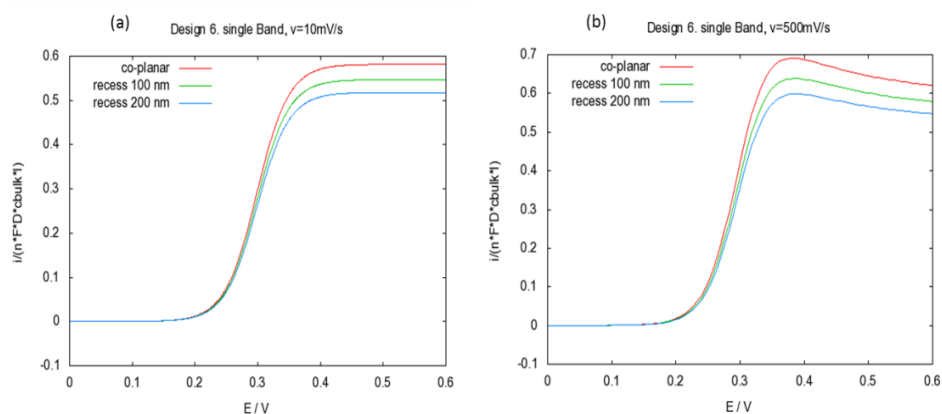 (a)
Design 6. single Band, v=10mV/s
0.6
0.5
0.4
0.3
0.2
0.1
0
-0.1
co-planar
recess 100 nm
recess 200 nm
i/(n*F*D*cbulk*l)
0 0.1 0.2 0.3 0.4 0.5 0.6
E / V
(b)
Design 6. single Band, v=500mV/s
0.7
0.6
0.5
0.4
0.3
0.2
0.1
0
-0.1
co-planar
recess 100 nm
recess 200 nm
i/(n*F*D*cbulk*l)
0 0.1 0.2 0.3 0.4 0.5 0.6
E / V